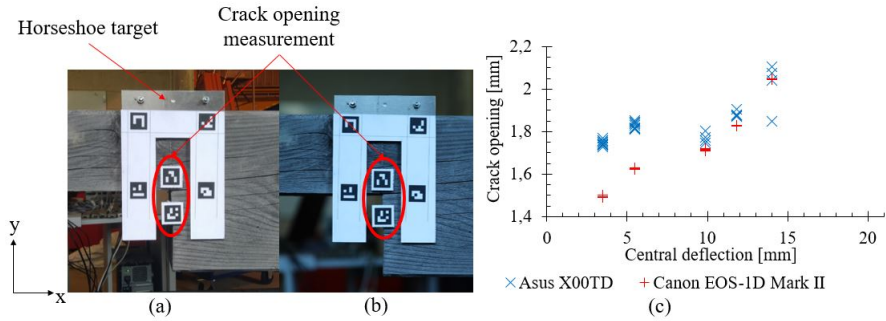 Horseshoe target
Crack opening
measurement
y
x
(a)
(b)
Crack opening [mm]
2,2
2
1,8
1,6
1,4
0
5
10
15
20
Central deflection [mm]
× Asus X00TD
+ Canon EOS-1D Mark II
(c)